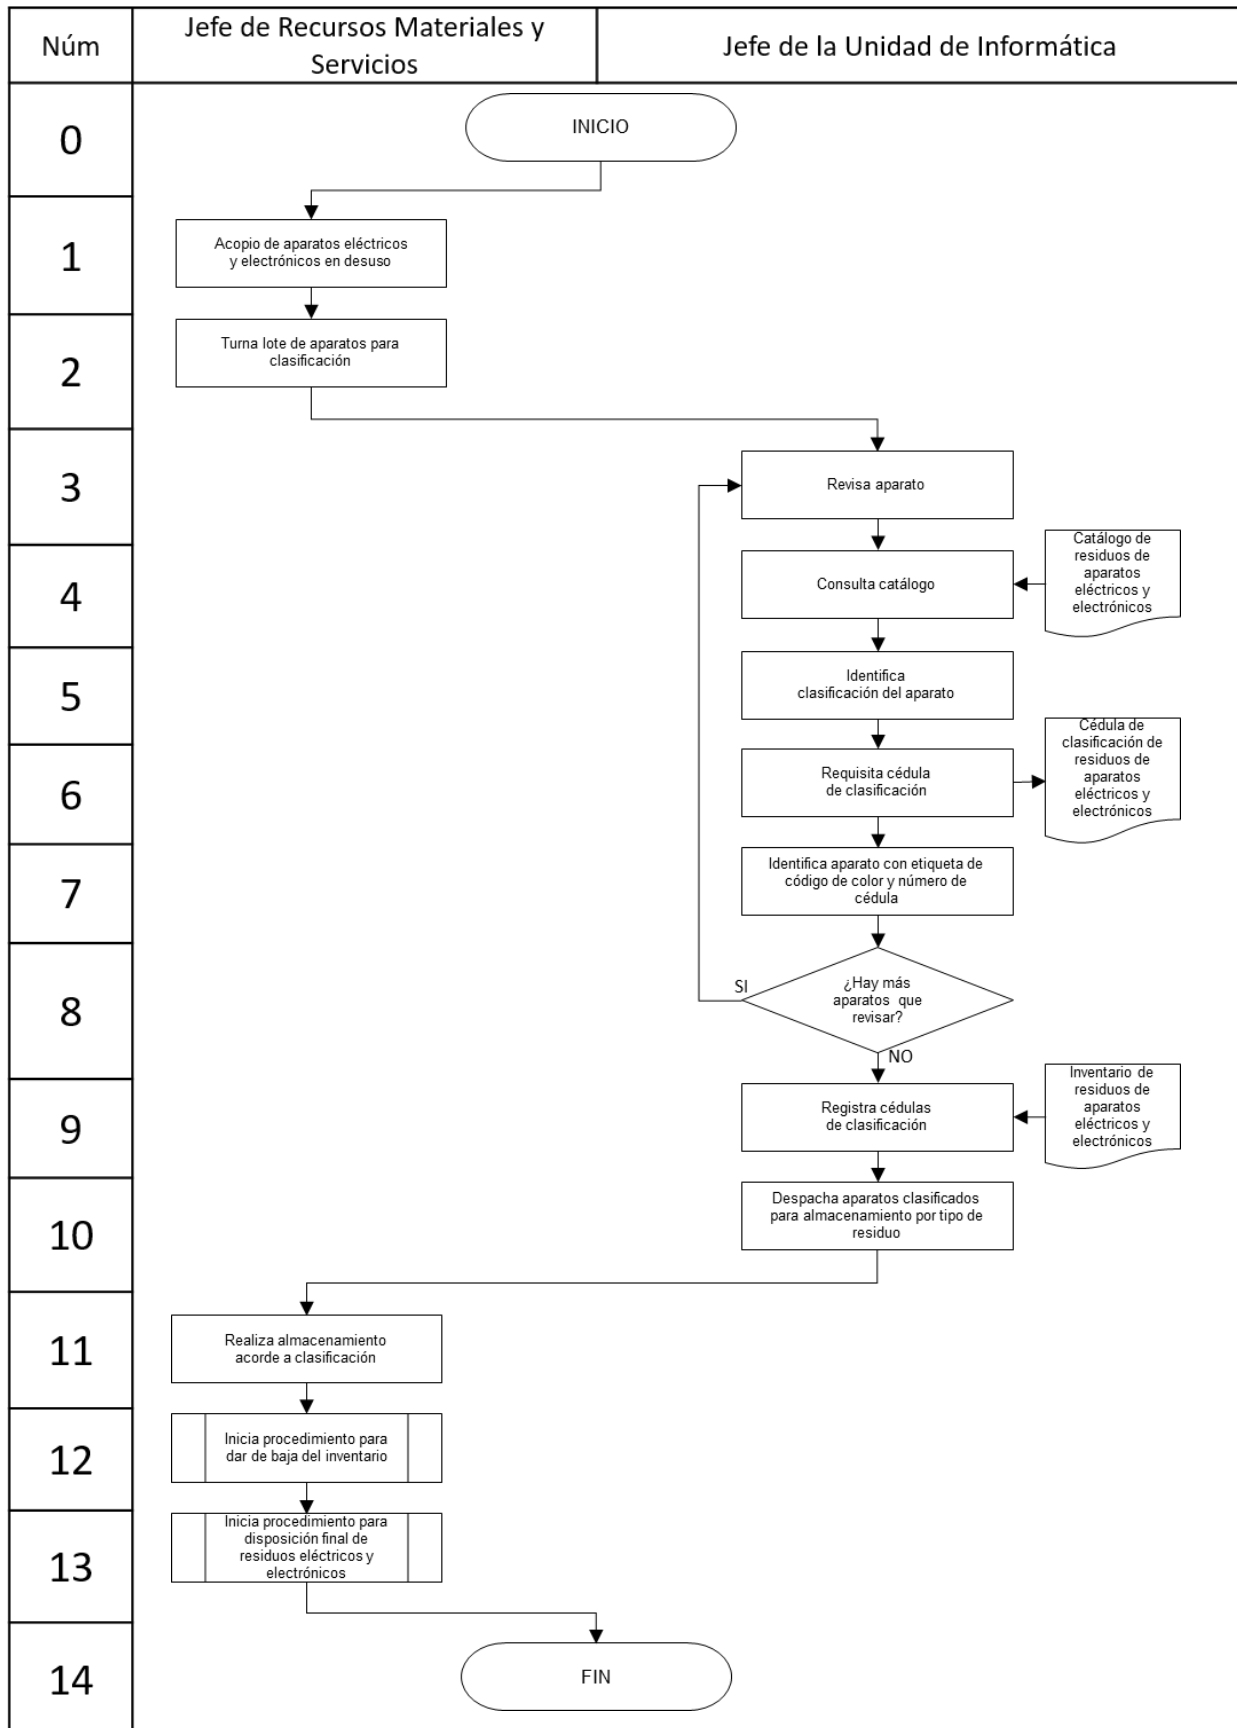 Núm
Jefe de Recursos Materiales y
Servicios
Jefe de la Unidad de Informática
0
INICIO
1
Acopio de aparatos eléctricos
y electrónicos en desuso
2
Turna lote de aparatos para
clasificación
3
Revisa aparato
4
Consulta catálogo
Catálogo de
residuos de
aparatos
eléctricos y
electrónicos
5
Identifica
clasificación del aparato
6
Requisita cédula
de clasificación
Cédula de
clasificación de
residuos de
aparatos
eléctricos y
electrónicos
7
Identifica aparato con etiqueta de
código de color y número de
cédula
8
SI
¿Hay más
aparatos que
revisar?
NO
9
Registra cédulas
de clasificación
Inventario de
residuos de
aparatos
eléctricos y
electrónicos
10
Despacha aparatos clasificados
para almacenamiento por tipo de
residuo
11
Realiza almacenamiento
acorde a clasificación
12
Inicia procedimiento para
dar de baja del inventario
13
Inicia procedimiento para
disposición final de
residuos eléctricos y
electrónicos
14
FIN